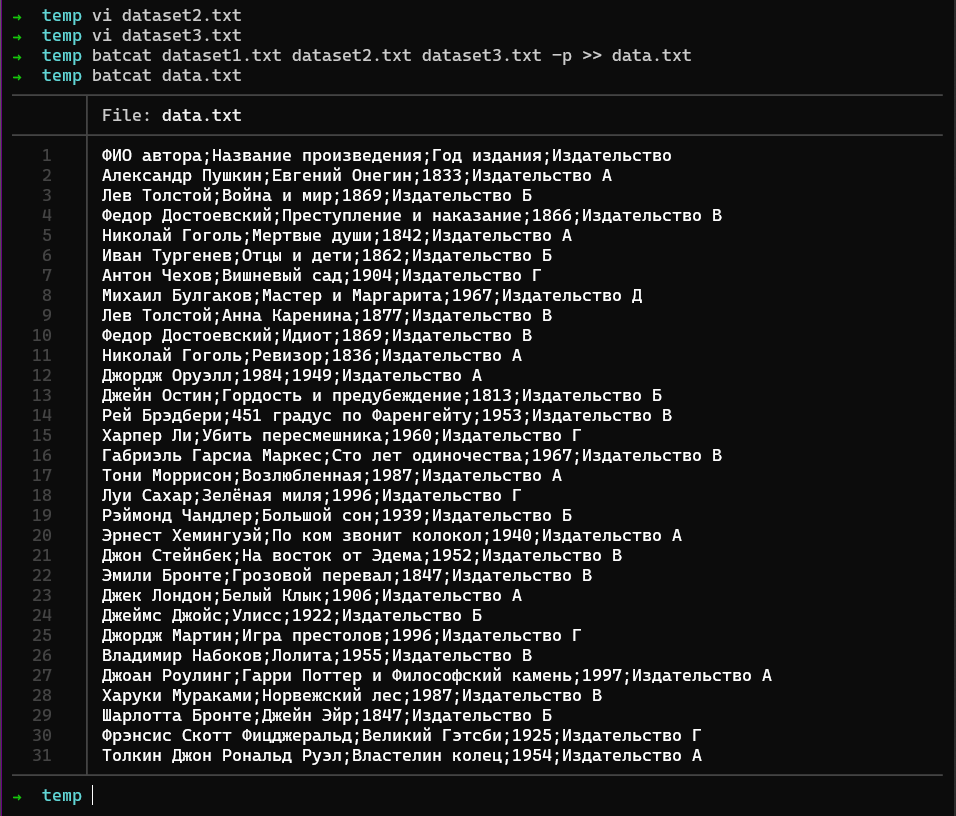 → temp vi dataset2.txt
→ temp vi dataset3.txt
→ temp batcat dataset1.txt dataset2.txt dataset3.txt -p >> data.txt
→ temp batcat data.txt
File: data.txt
1 ФИО автора;Название произведения;Год издания;Издательство
2 Александр Пушкин;Евгений Онегин;1833;Издательство А
3 Лев Толстой;Война и мир;1869;Издательство Б
4 Федор Достоевский;Преступление и наказание;1866;Издательство В
5 Николай Гоголь;Мертвые души;1842;Издательство А
6 Иван Тургенев;Отцы и дети;1862;Издательство Б
7 Антон Чехов;Вишневый сад;1904;Издательство Г
8 Михаил Булгаков;Мастер и Маргарита;1967;Издательство Д
9 Лев Толстой;Анна Каренина;1877;Издательство В
10 Федор Достоевский;Идиот;1869;Издательство В
11 Николай Гоголь;Ревизор;1836;Издательство А
12 Джордж Оруэлл;1984;1949;Издательство А
13 Джейн Остин;Гордость и предубеждение;1813;Издательство Б
14 Рей Брэдбери;451 градус по Фаренгейту;1953;Издательство В
15 Харпер Ли;Убить пересмешника;1960;Издательство Г
16 Габриэль Гарсиа Маркес;Сто лет одиночества;1967;Издательство В
17 Тони Моррисон;Возлюбленная;1987;Издательство А
18 Луи Сахар;Зелёная миля;1996;Издательство Г
19 Рэймонд Чандлер;Большой сон;1939;Издательство Б
20 Эрнест Хемингуэй;По ком звонит колокол;1940;Издательство А
21 Джон Стейнбек;На восток от Эдема;1952;Издательство В
22 Эмили Бронте;Грозовой перевал;1847;Издательство В
23 Джек Лондон;Белый Клык;1906;Издательство А
24 Джеймс Джойс;Улисс;1922;Издательство Б
25 Джордж Мартин;Игра престолов;1996;Издательство Г
26 Владимир Набоков;Лолита;1955;Издательство В
27 Джоан Роулинг;Гарри Поттер и Философский камень;1997;Издательство А
28 Харуки Мураками;Норвежский лес;1987;Издательство В
29 Шарлотта Бронте;Джейн Эйр;1847;Издательство Б
30 Фрэнсис Скотт Фицджеральд;Великий Гэтсби;1925;Издательство Г
31 Толкин Джон Рональд Руэл;Властелин колец;1954;Издательство А
→ temp